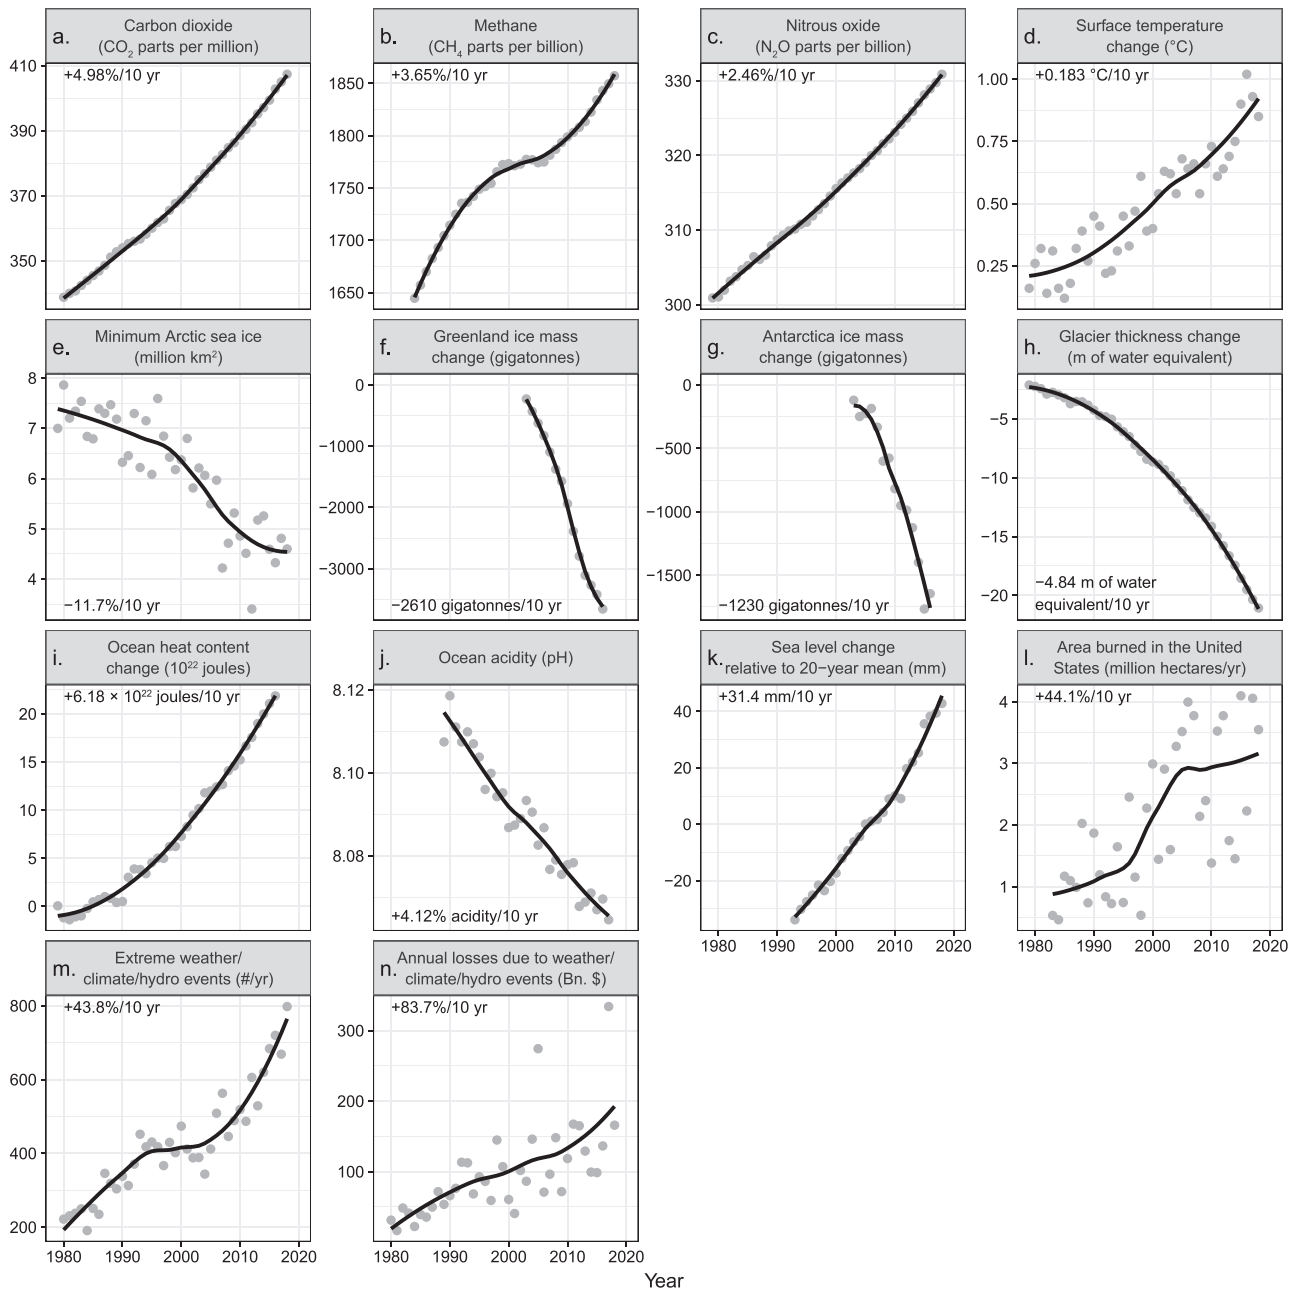 a. Carbon dioxide
(CO₂ parts per million)
+4.98%/10 yr
410
390
370
350
b. Methane
(CH₄ parts per billion)
+3.65%/10 yr
1850
1800
1750
1700
1650
c. Nitrous oxide
(N₂O parts per billion)
+2.46%/10 yr
330
320
310
300
d. Surface temperature
change (°C)
+0.183 °C/10 yr
1.00
0.75
0.50
0.25
e. Minimum Arctic sea ice
(million km²)
8
7
6
5
4
−11.7%/10 yr
f. Greenland ice mass
change (gigatonnes)
0
−1000
−2000
−3000
−2610 gigatonnes/10 yr
g. Antarctica ice mass
change (gigatonnes)
0
−500
−1000
−1500
−1230 gigatonnes/10 yr
h. Glacier thickness change
(m of water equivalent)
−5
−10
−15
−20
−4.84 m of water
equivalent/10 yr
i. Ocean heat content
change (10²² joules)
+6.18 × 10²² joules/10 yr
20
15
10
5
0
j. Ocean acidity (pH)
8.12
8.10
8.08
+4.12% acidity/10 yr
k. Sea level change
relative to 20−year mean (mm)
+31.4 mm/10 yr
40
20
0
−20
1980 1990 2000 2010 2020
l. Area burned in the United
States (million hectares/yr)
+44.1%/10 yr
4
3
2
1
1980 1990 2000 2010 2020
m. Extreme weather/
climate/hydro events (#/yr)
+43.8%/10 yr
800
600
400
200
1980 1990 2000 2010 2020
n. Annual losses due to weather/
climate/hydro events (Bn. $)
+83.7%/10 yr
300
200
100
1980 1990 2000 2010 2020
Year